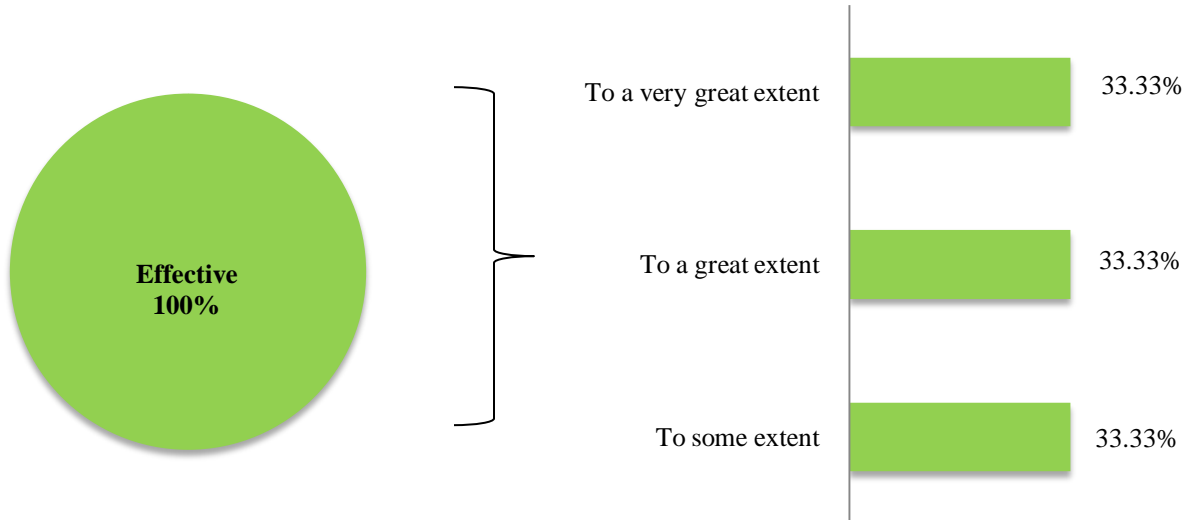 Effective
100%
To a very great extent
33.33%
To a great extent
33.33%
To some extent
33.33%